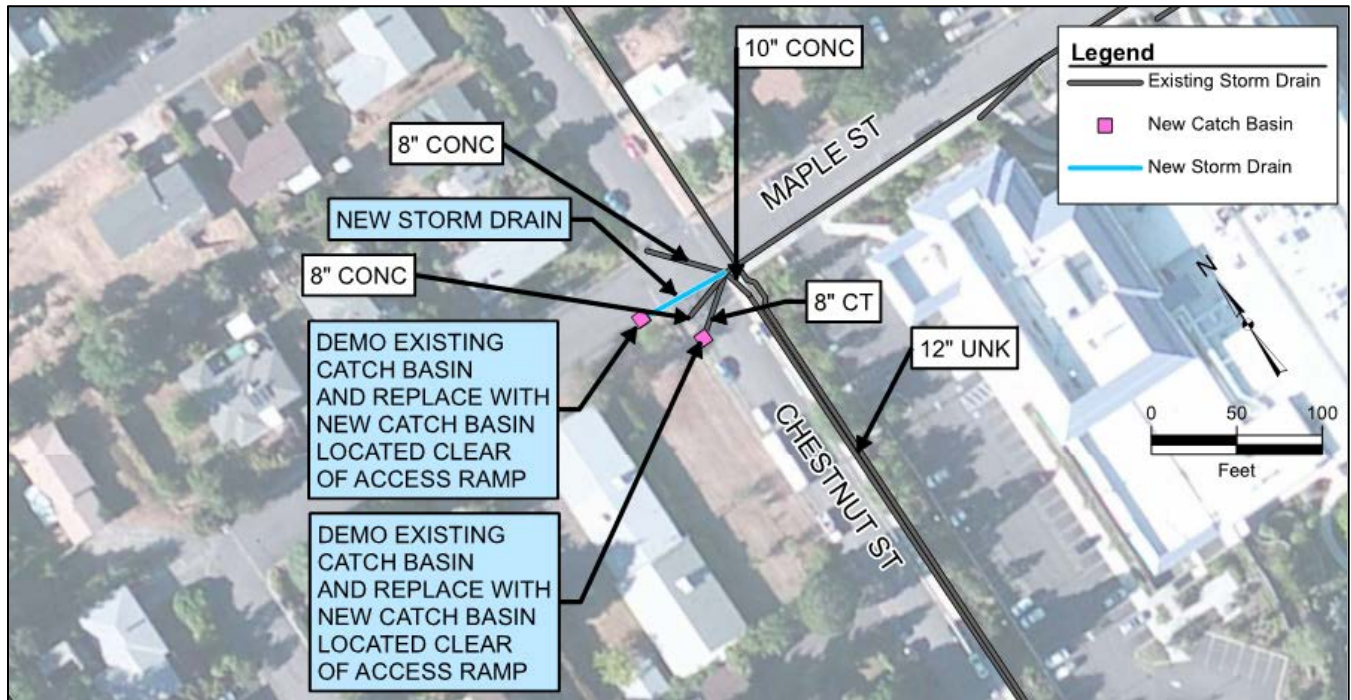 10" CONC
Legend
Existing Storm Drain
New Catch Basin
New Storm Drain
8" CONC
MAPLE ST
NEW STORM DRAIN
8" CONC
8" CT
N
DEMO EXISTING
CATCH BASIN
AND REPLACE WITH
NEW CATCH BASIN
LOCATED CLEAR
OF ACCESS RAMP
12" UNK
0 50 100
Feet
CHESTNUT ST
DEMO EXISTING
CATCH BASIN
AND REPLACE WITH
NEW CATCH BASIN
LOCATED CLEAR
OF ACCESS RAMP